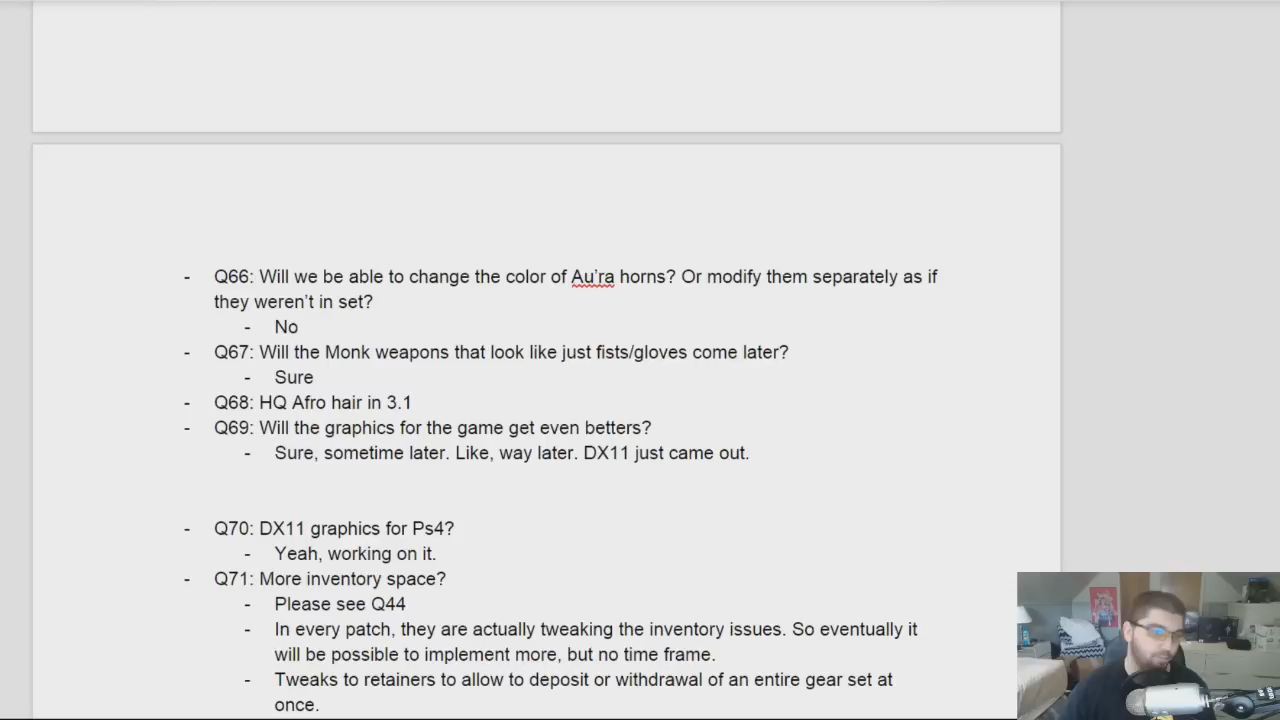 - Q66: Will we be able to change the color of Au'ra horns? Or modify them separately as if
they weren't in set?
- No
- Q67: Will the Monk weapons that look like just fists/gloves come later?
- Sure
- Q68: HQ Afro hair in 3.1
- Q69: Will the graphics for the game get even betters?
- Sure, sometime later. Like, way later. DX11 just came out.
- Q70: DX11 graphics for Ps4?
- Yeah, working on it.
- Q71: More inventory space?
- Please see Q44
- In every patch, they are actually tweaking the inventory issues. So eventually it
will be possible to implement more, but no time frame.
- Tweaks to retainers to allow to deposit or withdrawal of an entire gear set at
once.